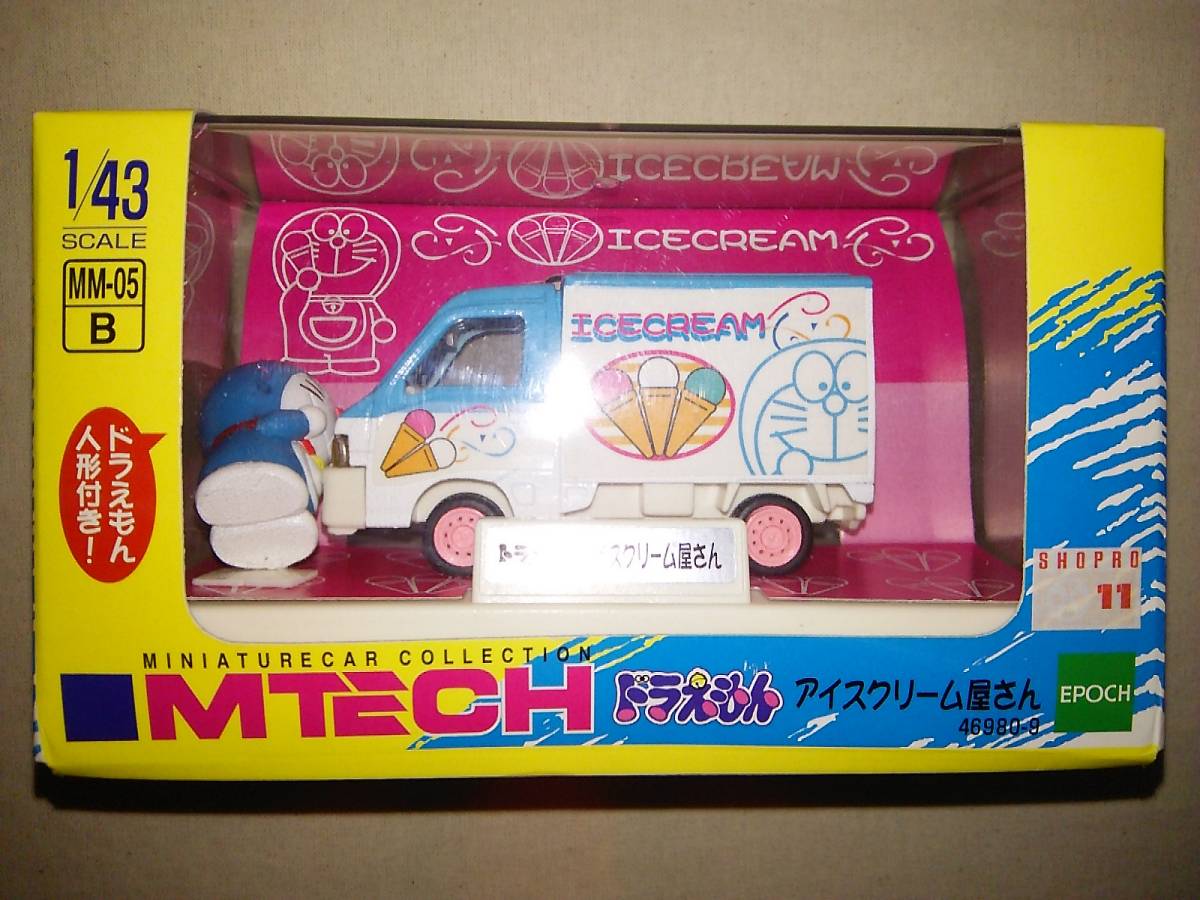 1/43
SCALE
MM-05
B
ドラえもん
人形付き!
ICECREAM
ICECREAM
ICECREAM
ドラ
スクリーム屋さん
SHOPRO
11
MINIATURECAR COLLECTION
MTECH
ドラえもん
アイスクリーム屋さん
46980-9
EPOCH